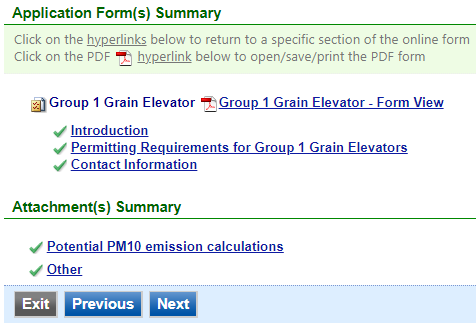 Application Form(s) Summary
Click on the hyperlinks below to return to a specific section of the online form
Click on the PDF hyperlink below to open/save/print the PDF form
Group 1 Grain Elevator Group 1 Grain Elevator - Form View
Introduction
Permitting Requirements for Group 1 Grain Elevators
Contact Information
Attachment(s) Summary
Potential PM10 emission calculations
Other
Exit Previous Next